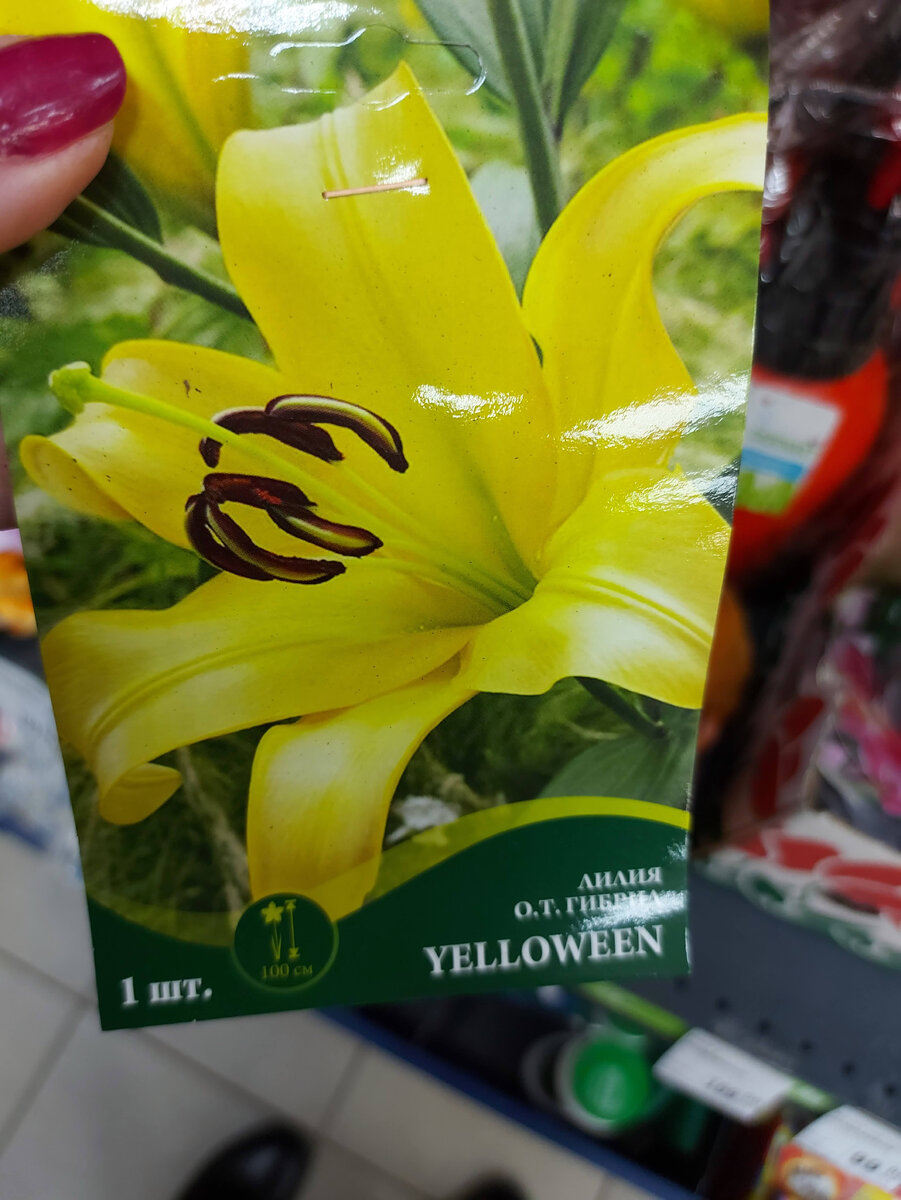 ЛИЛИЯ
О.Т. ГИБРИД
YELLOWEEN
100 см
1 шт.